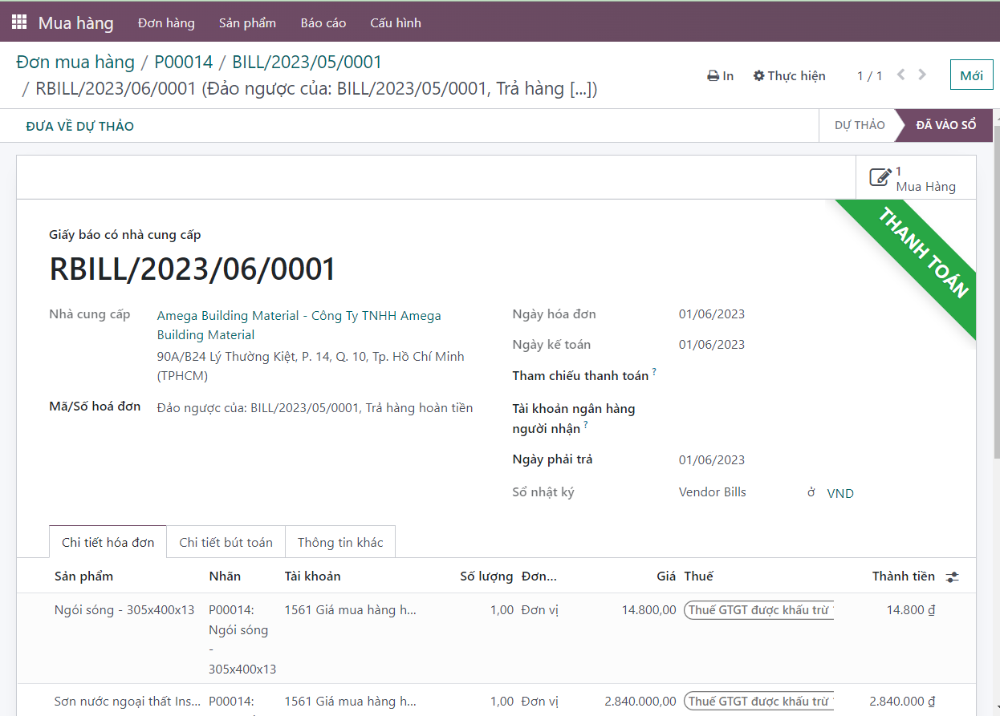 Mua hàng Đơn hàng Sản phẩm Báo cáo Cấu hình
Đơn mua hàng / P00014 / BILL/2023/05/0001
/ RBILL/2023/06/0001 (Đảo ngược của: BILL/2023/05/0001, Trả hàng [...])
In Thực hiện 1 / 1 Mới
ĐƯA VỀ DỰ THẢO DỰ THẢO ĐÃ VÀO SỔ
1
Mua Hàng
THANH TOÁN
Giấy báo có nhà cung cấp
RBILL/2023/06/0001
Nhà cung cấp Amega Building Material - Công Ty TNHH Amega
Building Material
90A/B24 Lý Thường Kiệt, P. 14, Q. 10, Tp. Hồ Chí Minh
(TPHCM)
Mã/Số hoá đơn Đảo ngược của: BILL/2023/05/0001, Trả hàng hoàn tiền
Ngày hóa đơn 01/06/2023
Ngày kế toán 01/06/2023
Tham chiếu thanh toán ?
Tài khoản ngân hàng
người nhận ?
Ngày phải trả 01/06/2023
Sổ nhật ký Vendor Bills ở VND
Chi tiết hóa đơn Chi tiết bút toán Thông tin khác
Sản phẩm Nhãn Tài khoản Số lượng Đơn... Giá Thuế Thành tiền
Ngói sóng - 305x400x13 P00014: 1561 Giá mua hàng h... 1,00 Đơn vị 14.800,00 Thuế GTGT được khấu trừ 14.800 ₫
Ngói sóng
-
305x400x13
Sơn nước ngoại thất Ins... P00014: 1561 Giá mua hàng h... 1,00 Đơn vị 2.840.000,00 Thuế GTGT được khấu trừ 2.840.000 ₫